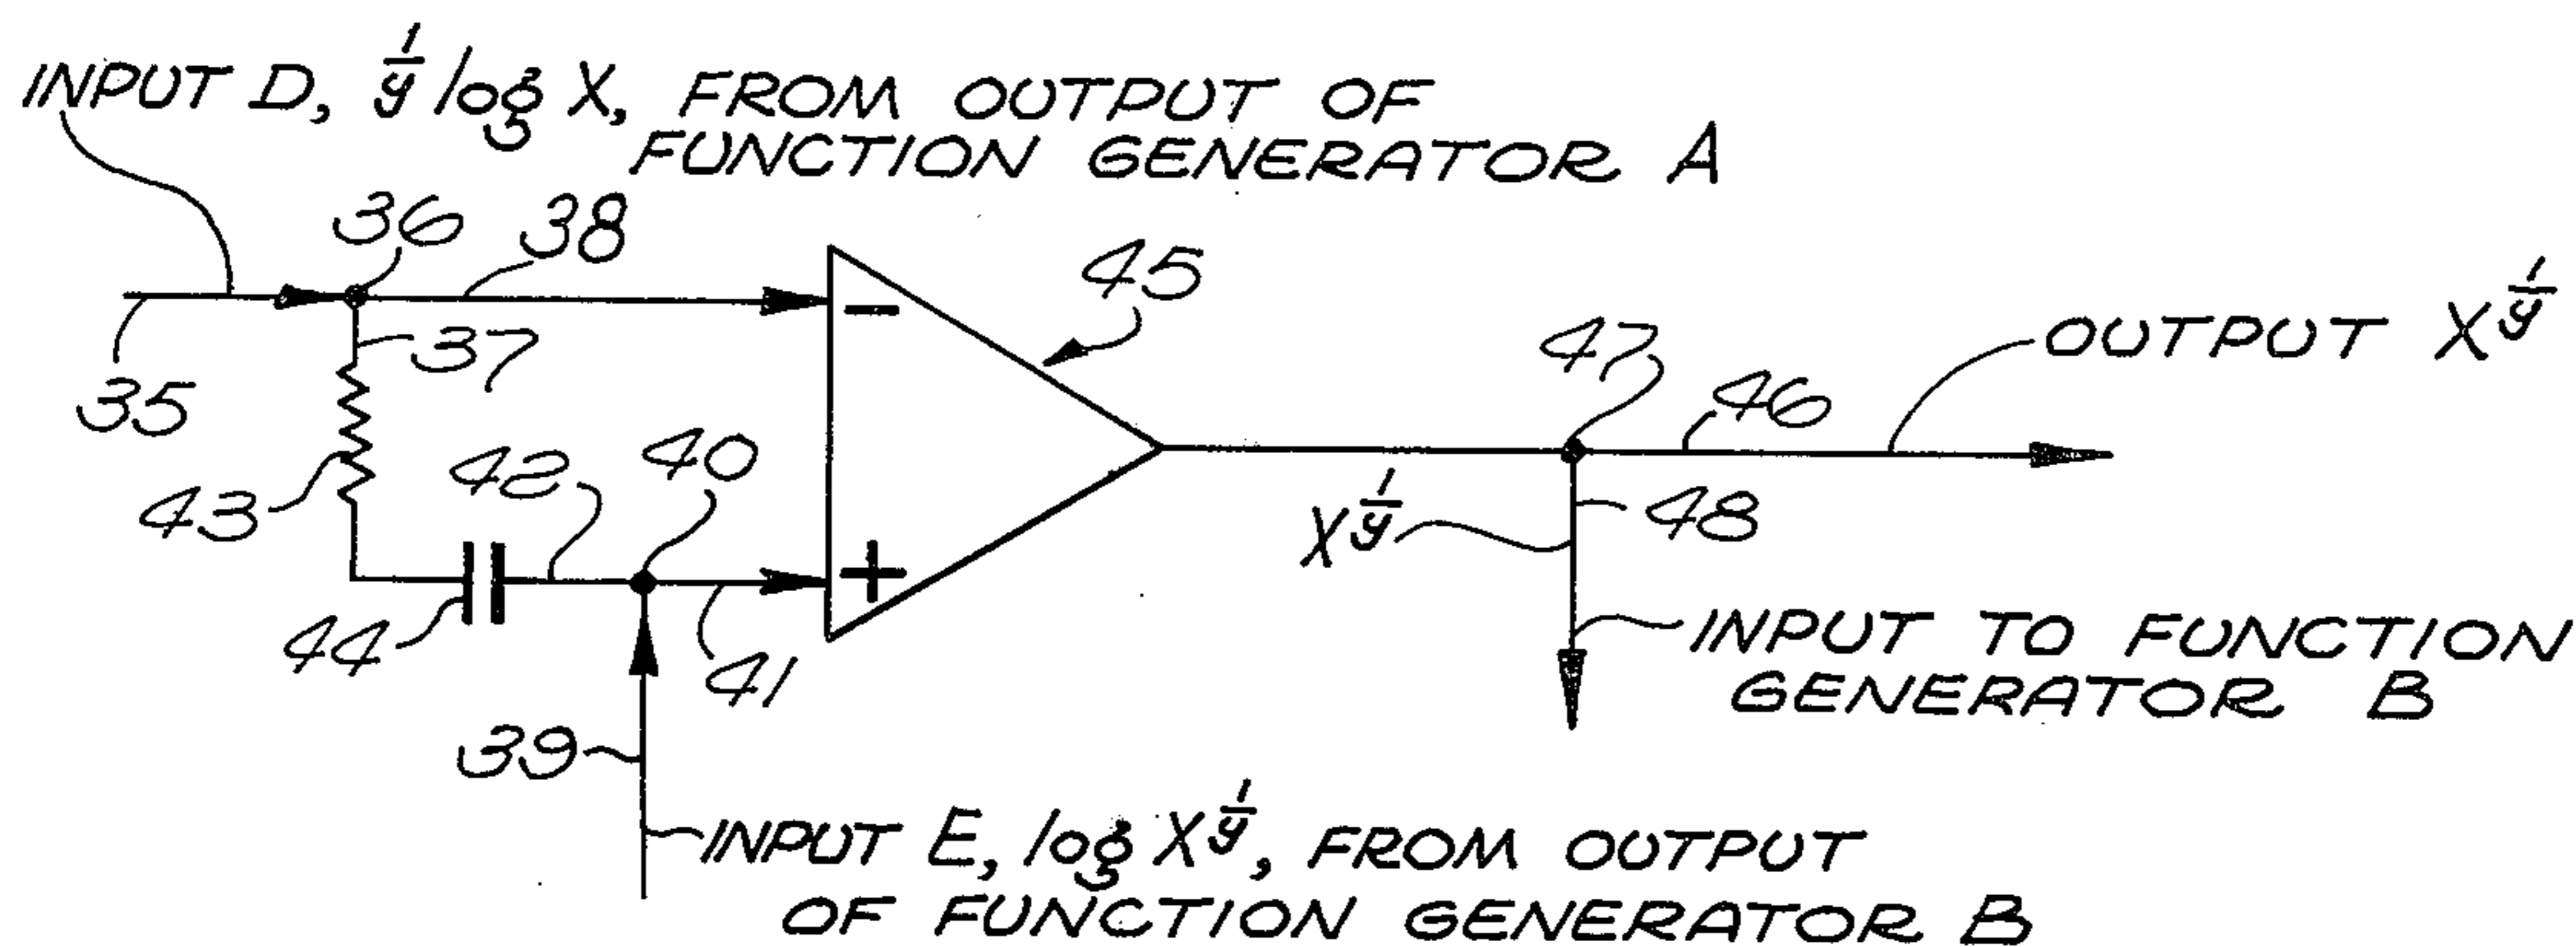 INPUT D, 1/y log X, FROM OUTPUT OF
FUNCTION GENERATOR A
36
38
45
35
37
47
46
OUTPUT X^1/y
43
42
40
X^1/y
48
44
41
INPUT TO FUNCTION
GENERATOR B
39
INPUT E, log X^1/y, FROM OUTPUT
OF FUNCTION GENERATOR B
−
+